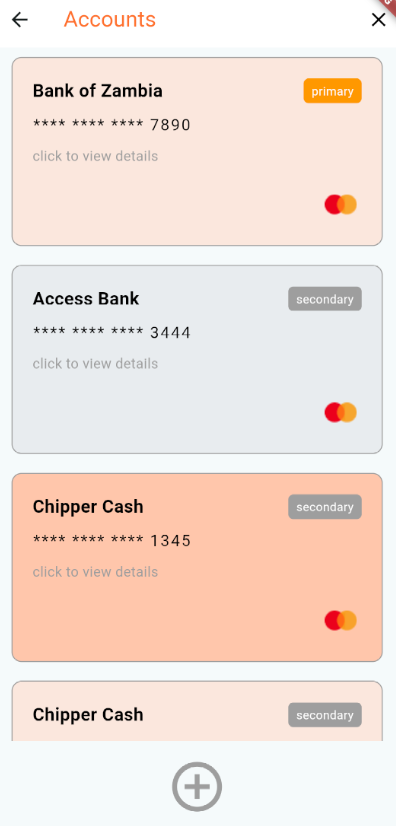 Accounts
Bank of Zambia
primary
**** **** **** 7890
click to view details
Access Bank
secondary
**** **** **** 3444
click to view details
Chipper Cash
secondary
**** **** **** 1345
click to view details
Chipper Cash
secondary